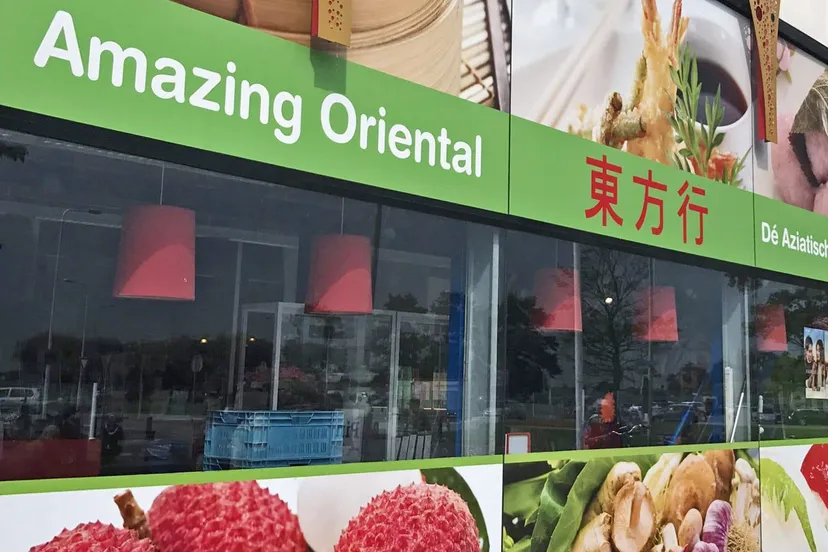 Amazing Oriental
東方行
Dé Aziatisch